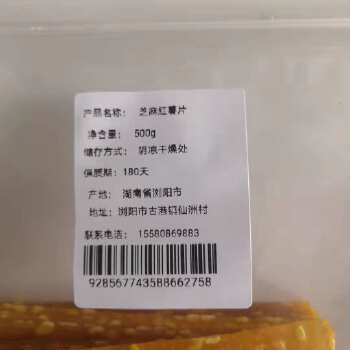 产品名称： 芝麻红薯片
净含量： 500g
储存方式： 阴凉干燥处
保质期：180天
产地： 湖南省浏阳市
地址：浏阳市古港镇仙洲村
联系电话： 15580869883
928567743588662758